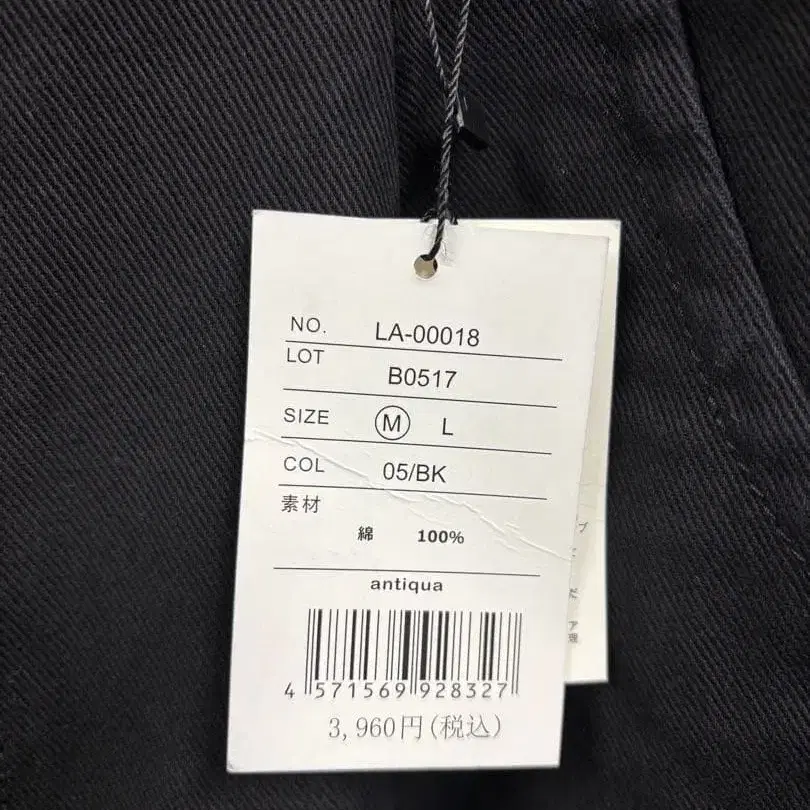 NO. LA-00018
LOT B0517
SIZE M L
COL 05/BK
素材
綿 100%
antiqua
4 571569 928327
3,960円(税込)